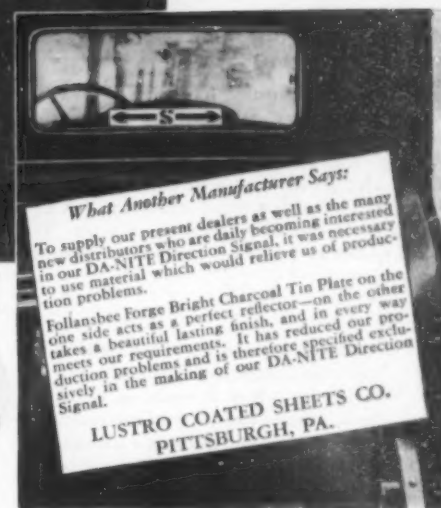 S
What Another Manufacturer Says:
To supply our present dealers as well as the many
new distributors who are daily becoming interested
in our DA-NITE Direction Signal, it was necessary
to use material which would relieve us of produc-
tion problems.
Follansbee Forge Bright Charcoal Tin Plate on the
one side acts as a perfect reflector—on the other
takes a beautiful lasting finish, and in every way
meets our requirements. It has reduced our pro-
duction problems and is therefore specified exclu-
sively in the making of our DA-NITE Direction
Signal.
LUSTRO COATED SHEETS CO.
PITTSBURGH, PA.